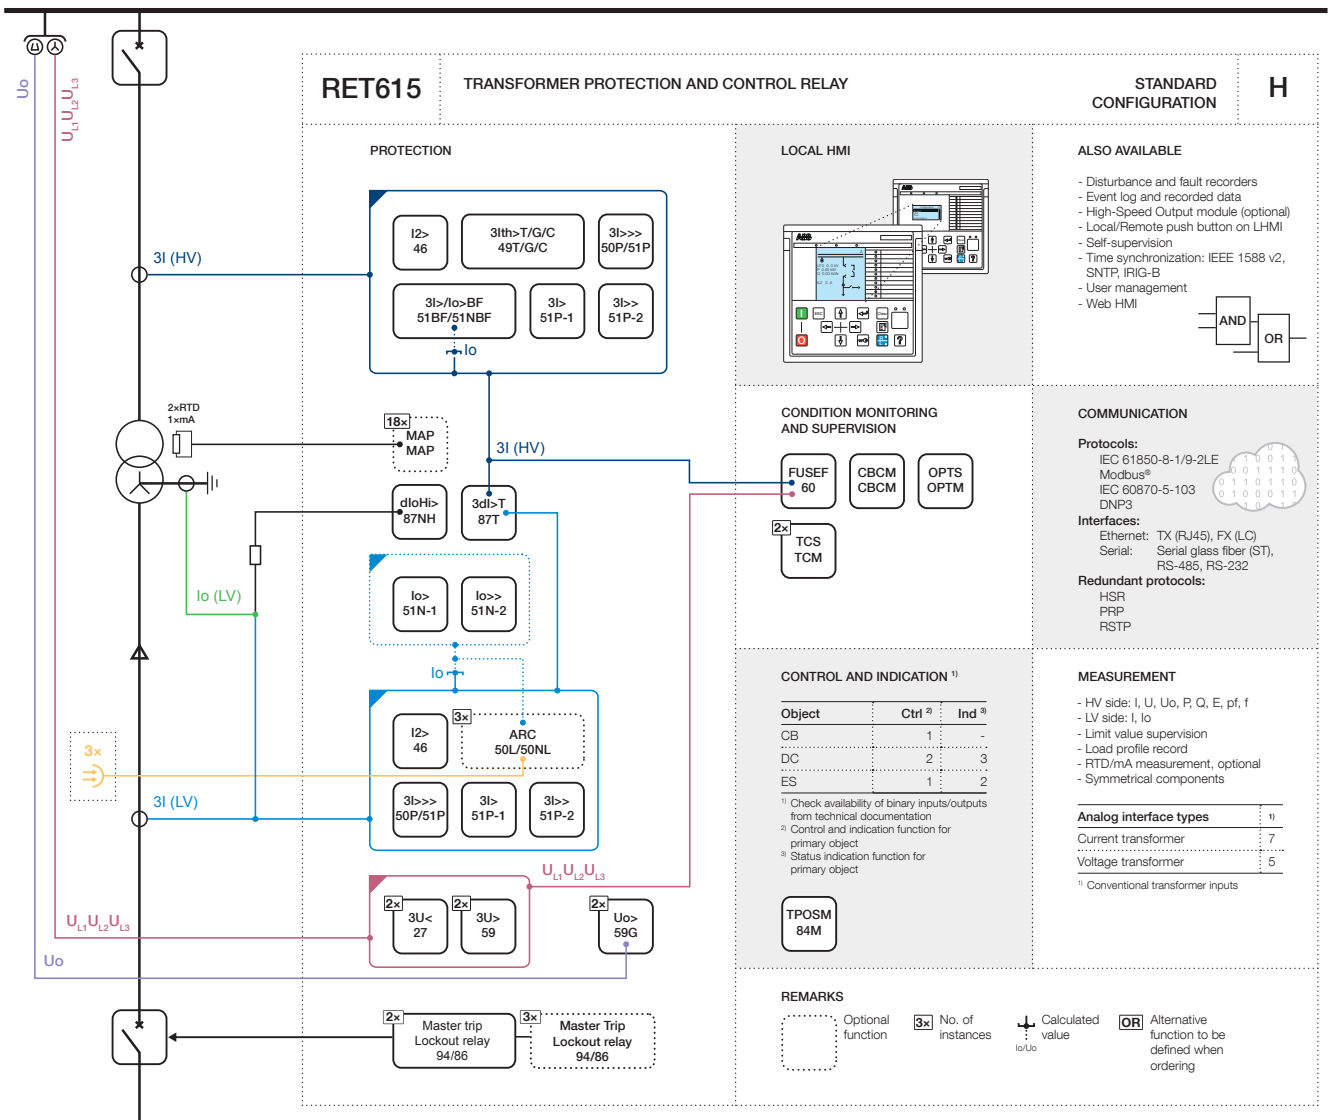 RET615
TRANSFORMER PROTECTION AND CONTROL RELAY
STANDARD
CONFIGURATION
H
Uo
UL1UL2UL3
PROTECTION
I2>
46
3Ith>T/G/C
49T/G/C
3I>>>
50P/51P
3I (HV)
3I>/Io>BF
51BF/51NBF
3I>
51P-1
3I>>
51P-2
Io
2xRTD
1xmA
18x
MAP
MAP
3I (HV)
dIoHi>
87NH
3dI>T
87T
Io>
51N-1
Io>>
51N-2
Io (LV)
Io
I2>
46
3x
ARC
50L/50NL
3x
3I (LV)
3I>>>
50P/51P
3I>
51P-1
3I>>
51P-2
UL1UL2UL3
2x
3U<
27
2x
3U>
59
2x
Uo>
59G
UL1UL2UL3
Uo
2x
Master trip
Lockout relay
94/86
3x
Master Trip
Lockout relay
94/86
LOCAL HMI
ABB
ABB
ALSO AVAILABLE
- Disturbance and fault recorders
- Event log and recorded data
- High-Speed Output module (optional)
- Local/Remote push button on LHMI
- Self-supervision
- Time synchronization: IEEE 1588 v2,
SNTP, IRIG-B
- User management
- Web HMI
AND
OR
CONDITION MONITORING
AND SUPERVISION
FUSEF
60
CBCM
CBCM
OPTS
OPTM
2x
TCS
TCM
COMMUNICATION
Protocols:
IEC 61850-8-1/9-2LE
Modbus®
IEC 60870-5-103
DNP3
Interfaces:
Ethernet: TX (RJ45), FX (LC)
Serial: Serial glass fiber (ST),
RS-485, RS-232
Redundant protocols:
HSR
PRP
RSTP
CONTROL AND INDICATION 1)
Object Ctrl 2) Ind 3)
CB 1 -
DC 2 3
ES 1 2
1) Check availability of binary inputs/outputs
from technical documentation
2) Control and indication function for
primary object
3) Status indication function for
primary object
TPOSM
84M
MEASUREMENT
- HV side: I, U, Uo, P, Q, E, pf, f
- LV side: I, Io
- Limit value supervision
- Load profile record
- RTD/mA measurement, optional
- Symmetrical components
Analog interface types 1)
Current transformer 7
Voltage transformer 5
1) Conventional transformer inputs
REMARKS
Optional
function
3x
No. of
instances
Io/Uo
Calculated
value
OR
Alternative
function to be
defined when
ordering